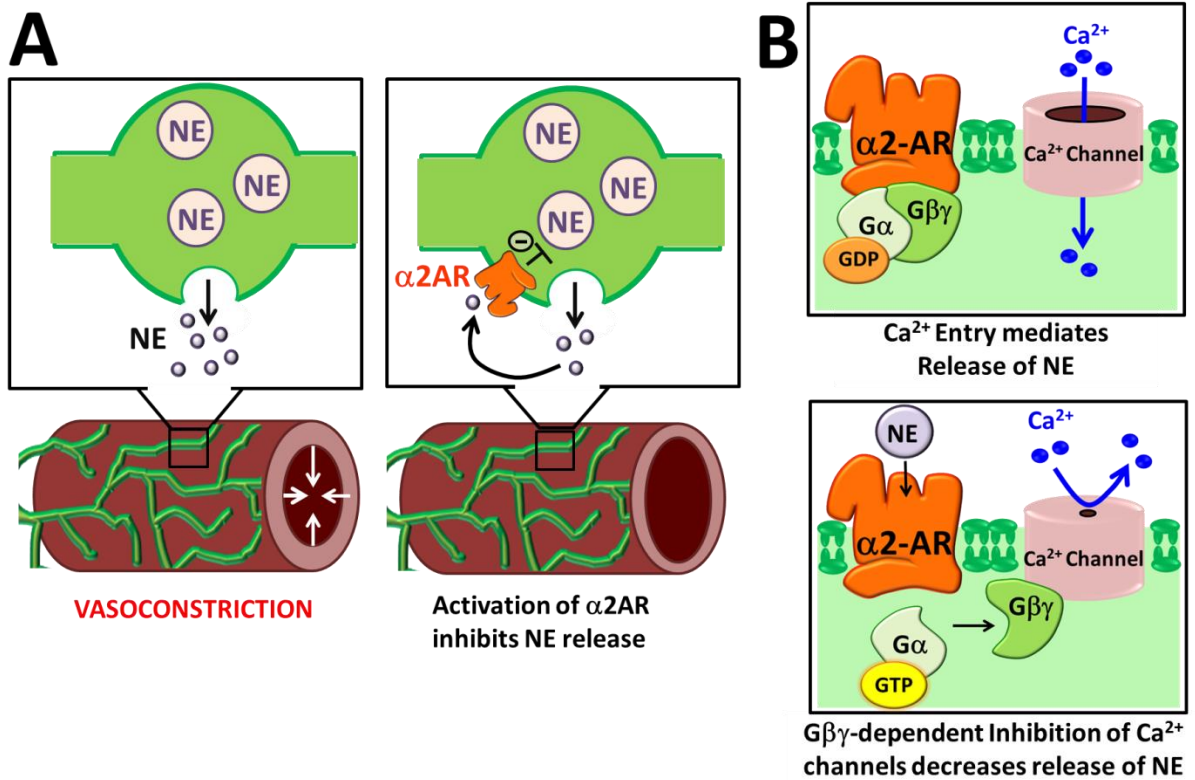 A
NE
NE
NE
NE
VASOCONSTRICTION
NE
NE
NE
α2AR
Activation of α2AR
inhibits NE release
B
Ca²⁺
α2-AR
Ca²⁺ Channel
Gα
Gβγ
GDP
Ca²⁺ Entry mediates
Release of NE
NE
Ca²⁺
α2-AR
Ca²⁺ Channel
Gβγ
Gα
GTP
Gβγ-dependent Inhibition of Ca²⁺
channels decreases release of NE